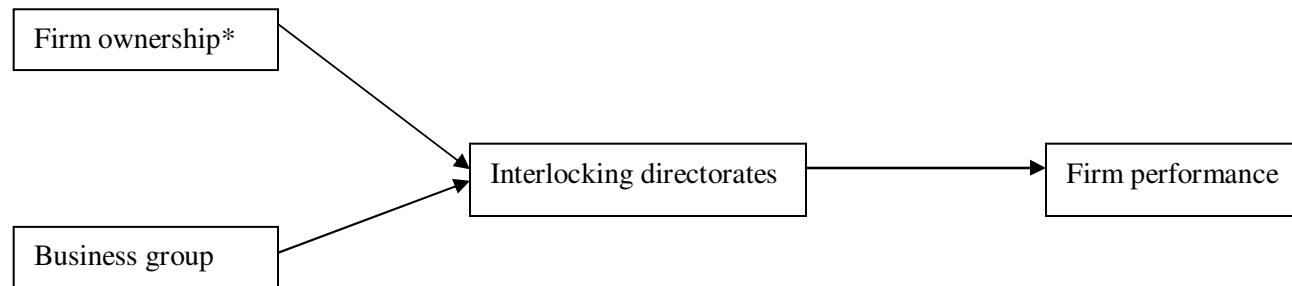 Firm ownership*
Interlocking directorates
Firm performance
Business group